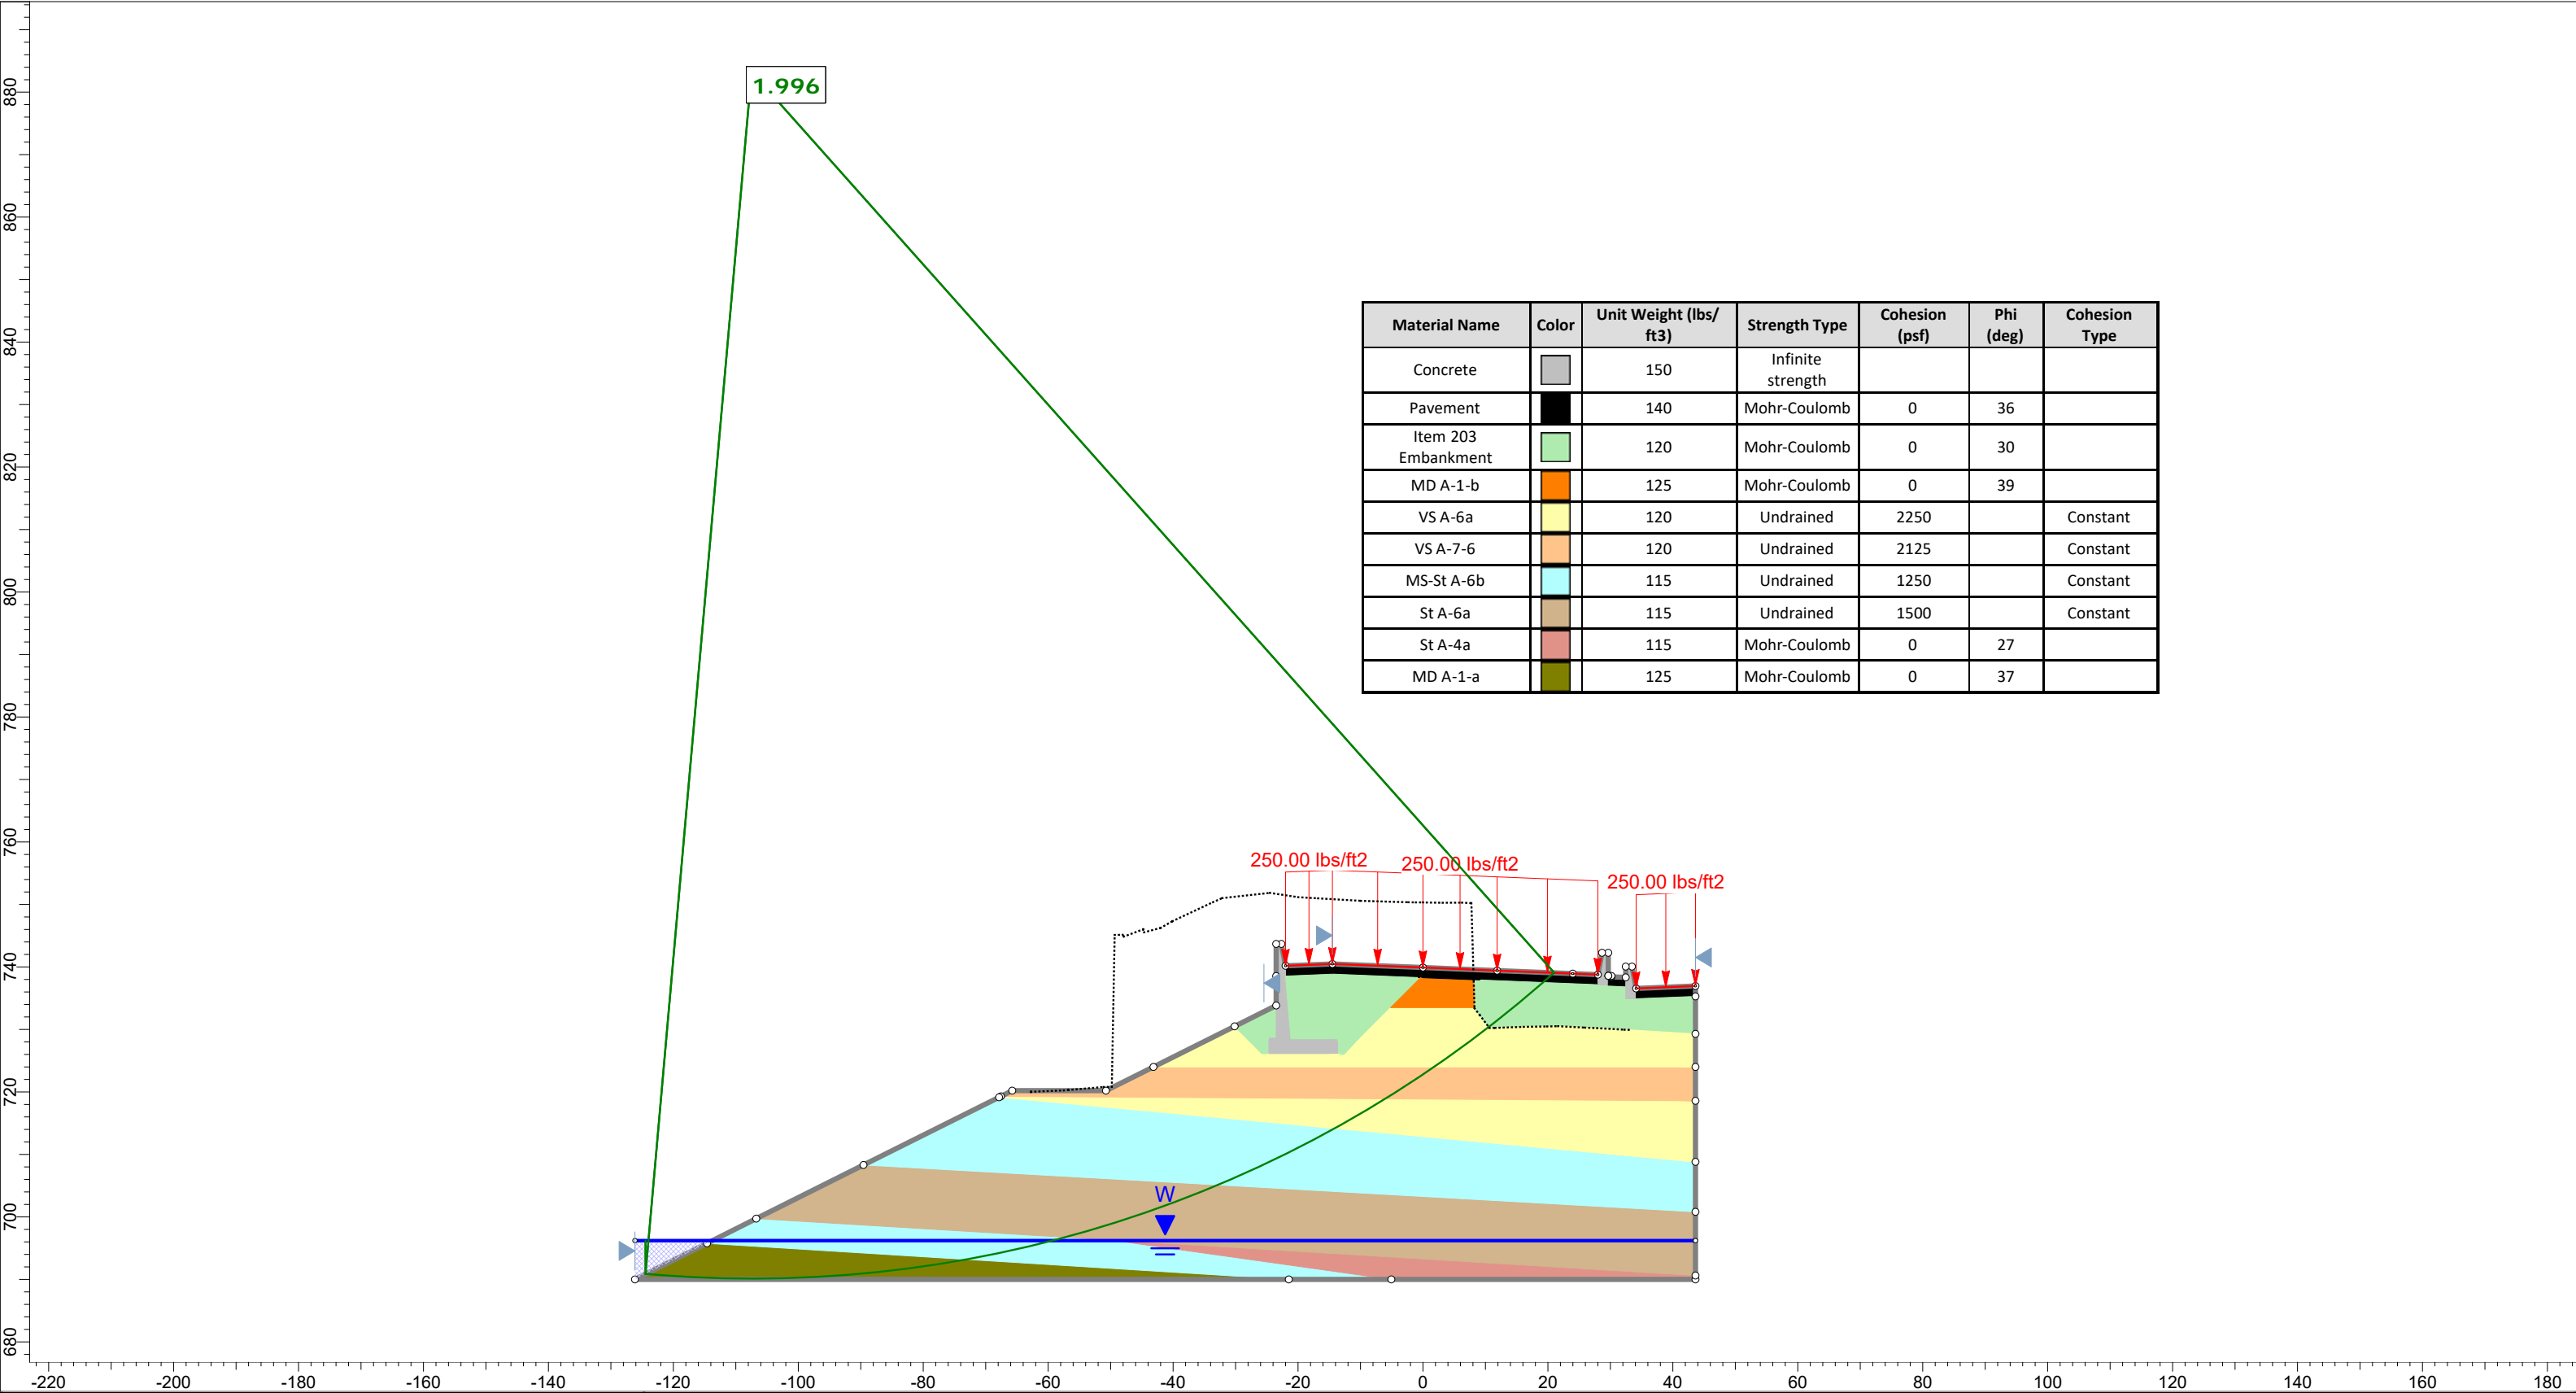 1.996
Material Name Color Unit Weight (lbs/ft3) Strength Type Cohesion (psf) Phi (deg) Cohesion Type
Concrete 150 Infinite strength
Pavement 140 Mohr-Coulomb 0 36
Item 203 Embankment 120 Mohr-Coulomb 0 30
MD A-1-b 125 Mohr-Coulomb 0 39
VS A-6a 120 Undrained 2250 Constant
VS A-7-6 120 Undrained 2125 Constant
MS-St A-6b 115 Undrained 1250 Constant
St A-6a 115 Undrained 1500 Constant
St A-4a 115 Mohr-Coulomb 0 27
MD A-1-a 125 Mohr-Coulomb 0 37
250.00 lbs/ft2 250.00 lbs/ft2 250.00 lbs/ft2
W
880
860
840
820
800
780
760
740
720
700
680
-220 -200 -180 -160 -140 -120 -100 -80 -60 -40 -20 0 20 40 60 80 100 120 140 160 180